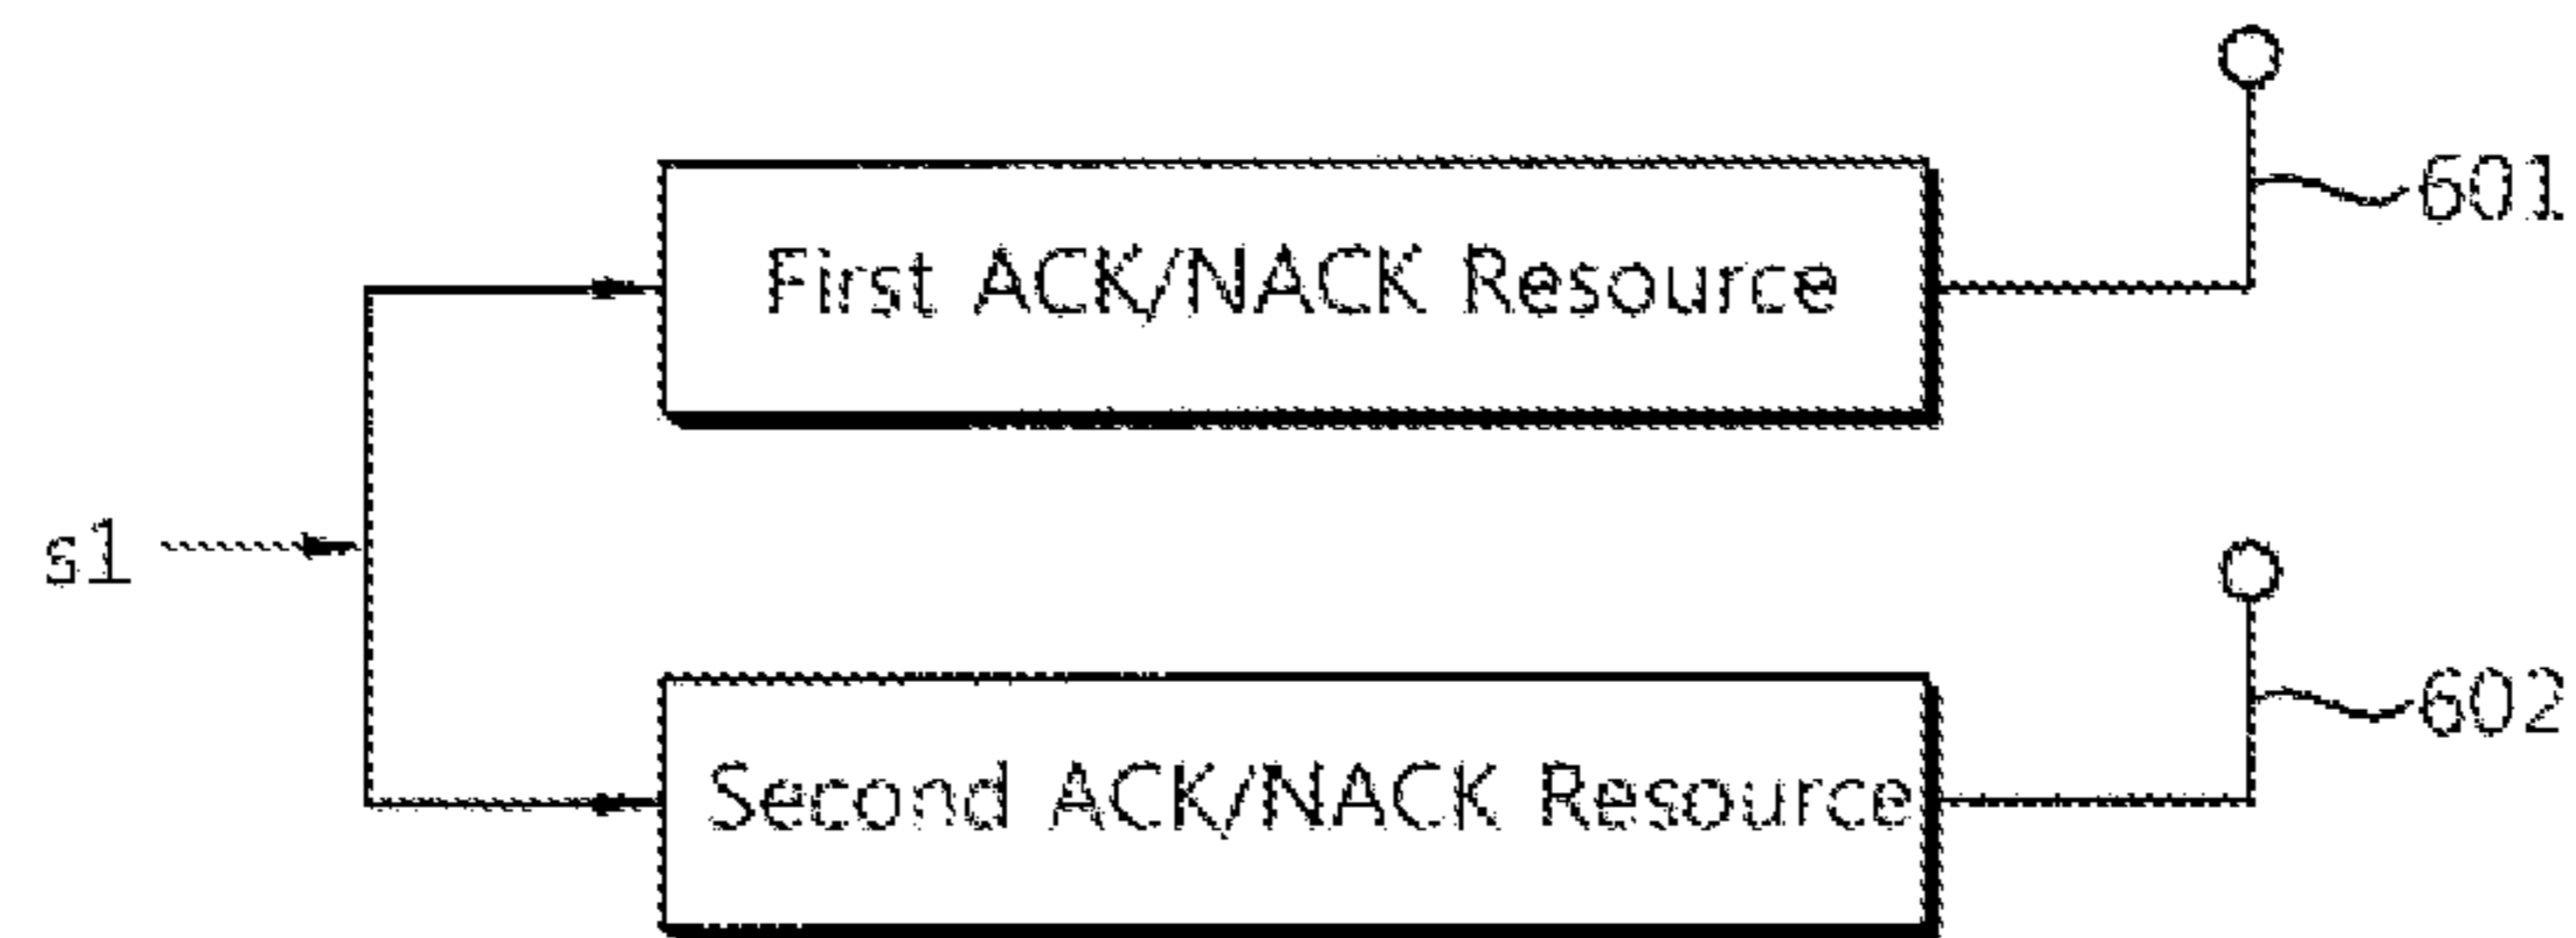 601
First ACK/NACK Resource
s1
602
Second ACK/NACK Resource